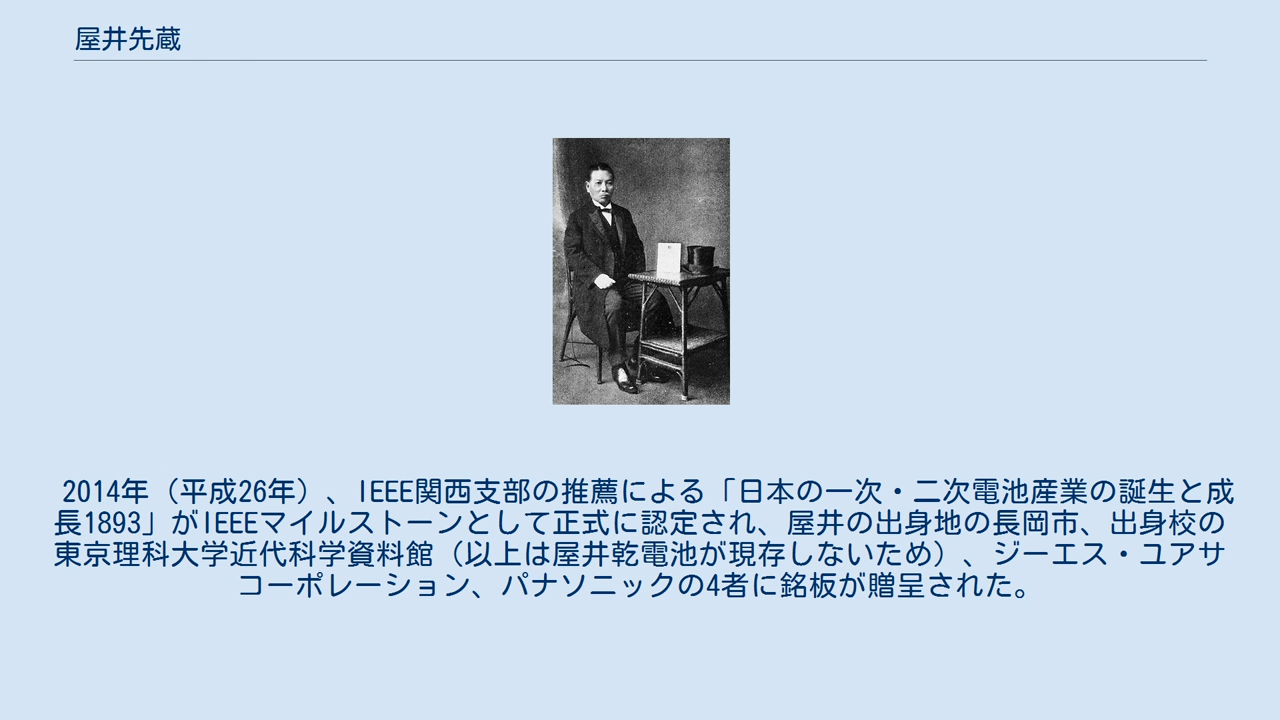 屋井先蔵
2014年（平成26年）、IEEE関西支部の推薦による「日本の一次・二次電池産業の誕生と成
長1893」がIEEEマイルストーンとして正式に認定され、屋井の出身地の長岡市、出身校の
東京理科大学近代科学資料館（以上は屋井乾電池が現存しないため）、ジーエス・ユアサ
コーポレーション、パナソニックの4者に銘板が贈呈された。